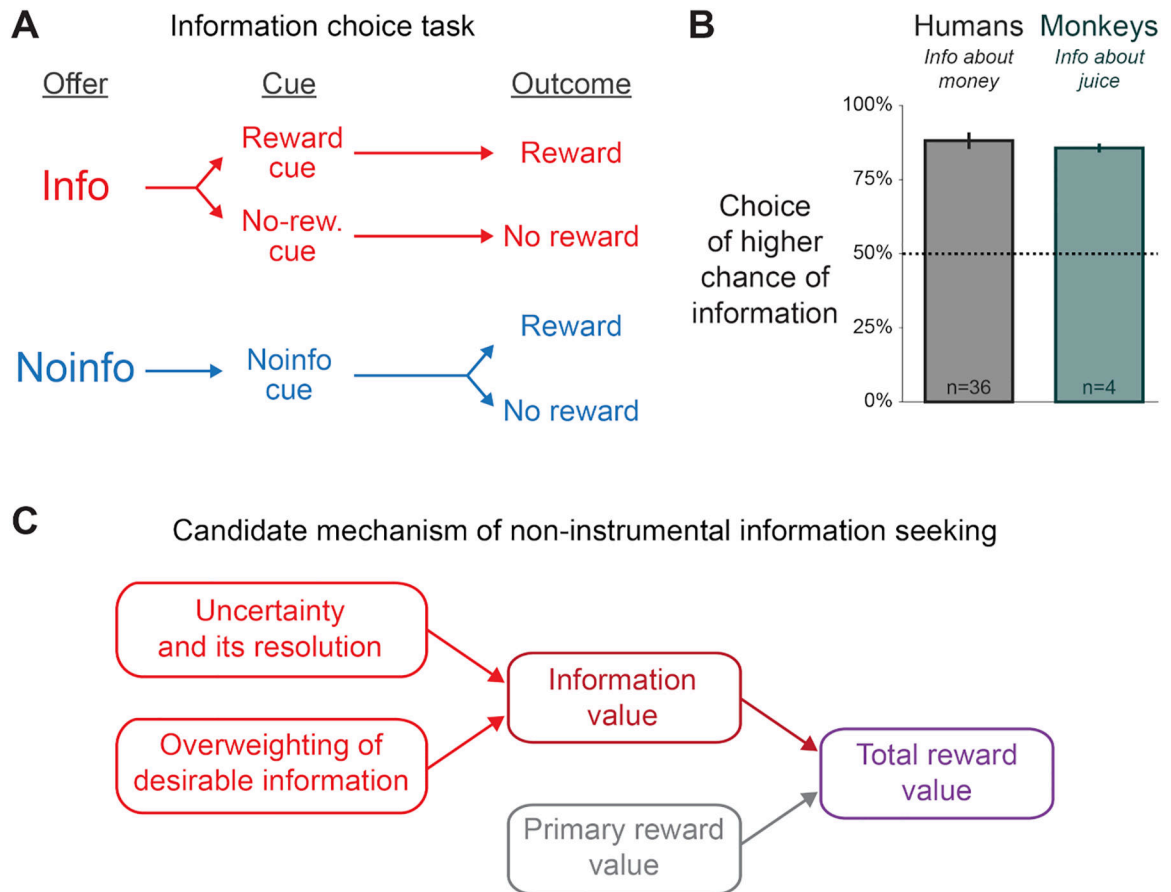 A
Information choice task
Offer
Cue
Outcome
Info
Reward
cue
Reward
No-rew.
cue
No reward
Noinfo
Noinfo
cue
Reward
No reward
B
Humans
Info about
money
Monkeys
Info about
juice
Choice
of higher
chance of
information
100%
75%
50%
25%
0%
n=36
n=4
C
Candidate mechanism of non-instrumental information seeking
Uncertainty
and its resolution
Overweighting of
desirable information
Information
value
Primary reward
value
Total reward
value